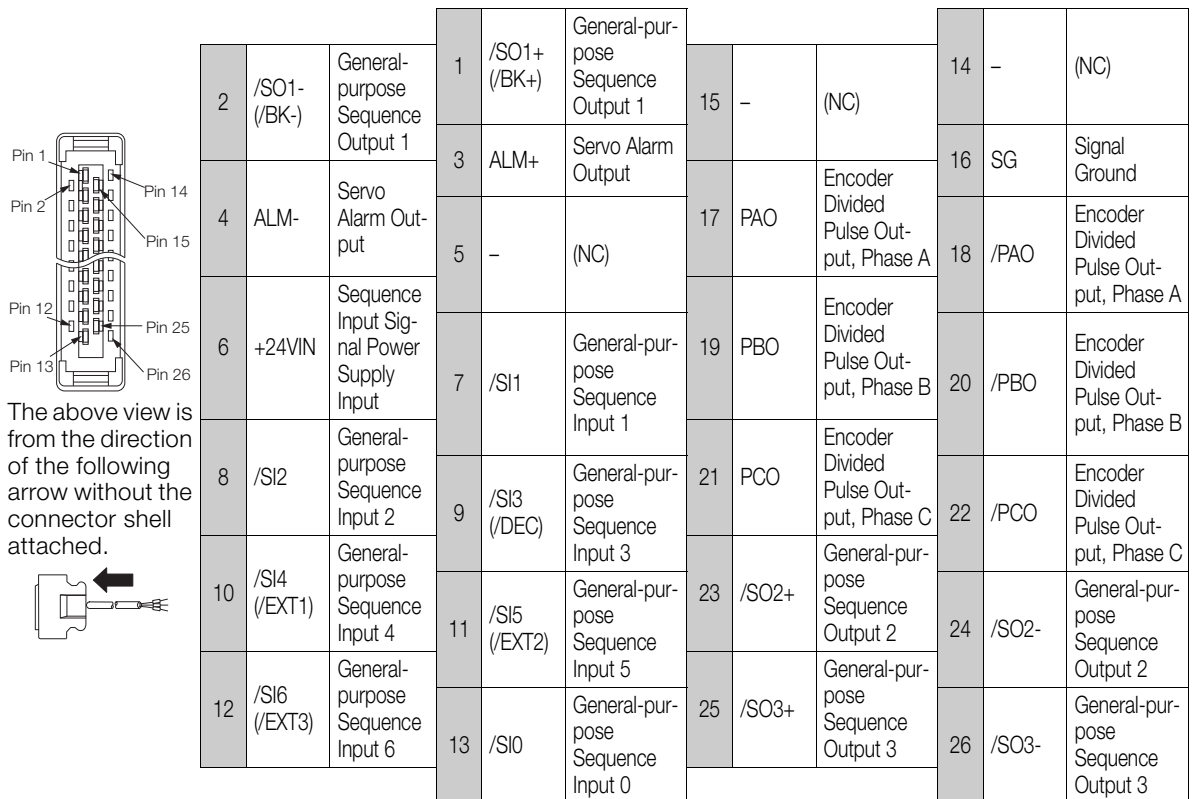 Pin 1
Pin 2
Pin 12
Pin 13
Pin 14
Pin 15
Pin 25
Pin 26
The above view is
from the direction
of the following
arrow without the
connector shell
attached.
2
/SO1-
(/BK-)
General-
purpose
Sequence
Output 1
4
ALM-
Servo
Alarm Out-
put
6
+24VIN
Sequence
Input Sig-
nal Power
Supply
Input
8
/SI2
General-
purpose
Sequence
Input 2
10
/SI4
(/EXT1)
General-
purpose
Sequence
Input 4
12
/SI6
(/EXT3)
General-
purpose
Sequence
Input 6
1
/SO1+
(/BK+)
General-pur-
pose
Sequence
Output 1
3
ALM+
Servo Alarm
Output
5
–
(NC)
7
/SI1
General-pur-
pose
Sequence
Input 1
9
/SI3
(/DEC)
General-pur-
pose
Sequence
Input 3
11
/SI5
(/EXT2)
General-pur-
pose
Sequence
Input 5
13
/SI0
General-pur-
pose
Sequence
Input 0
15
–
(NC)
17
PAO
Encoder
Divided
Pulse Out-
put, Phase A
19
PBO
Encoder
Divided
Pulse Out-
put, Phase B
21
PCO
Encoder
Divided
Pulse Out-
put, Phase C
23
/SO2+
General-pur-
pose
Sequence
Output 2
25
/SO3+
General-pur-
pose
Sequence
Output 3
14
–
(NC)
16
SG
Signal
Ground
18
/PAO
Encoder
Divided
Pulse Out-
put, Phase A
20
/PBO
Encoder
Divided
Pulse Out-
put, Phase B
22
/PCO
Encoder
Divided
Pulse Out-
put, Phase C
24
/SO2-
General-pur-
pose
Sequence
Output 2
26
/SO3-
General-pur-
pose
Sequence
Output 3